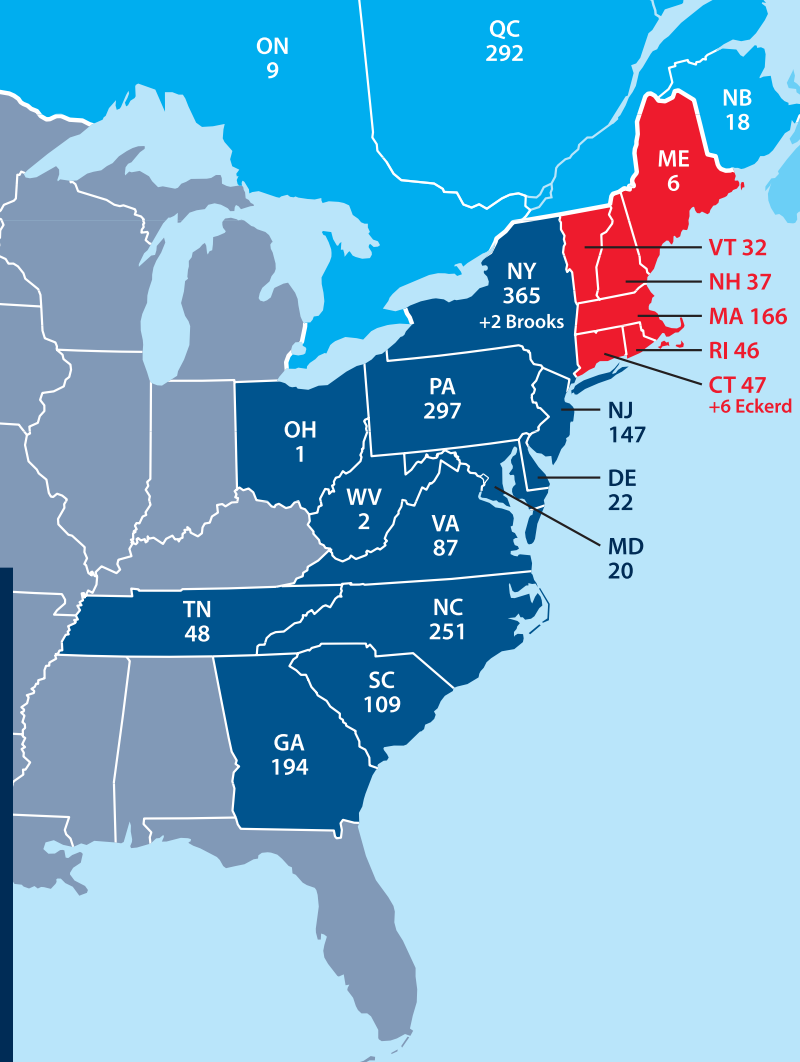 ON
9
QC
292
NB
18
ME
6
VT 32
NH 37
MA 166
RI 46
CT 47
+6 Eckerd
NY
365
+2 Brooks
PA
297
NJ
147
OH
1
DE
22
WV
2
VA
87
MD
20
TN
48
NC
251
SC
109
GA
194